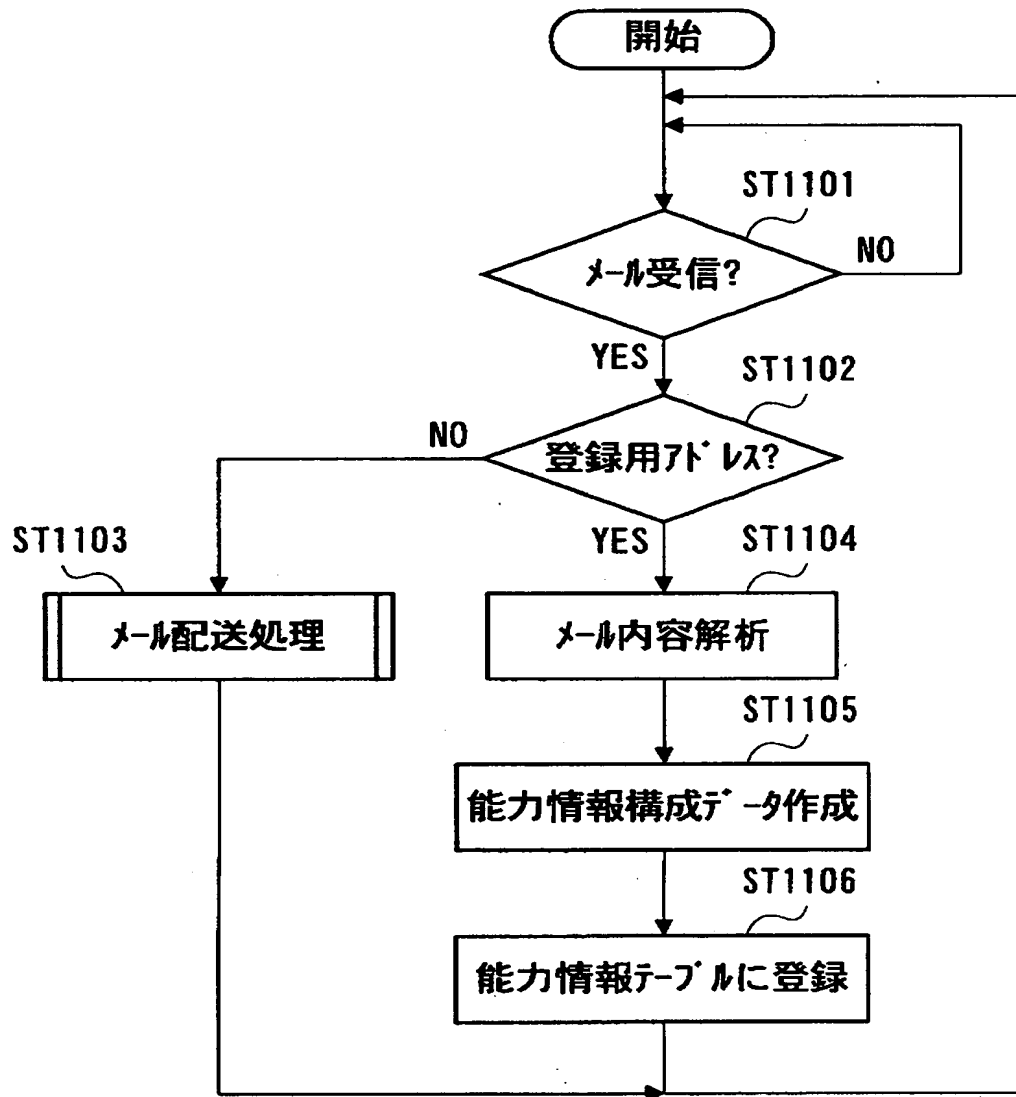 開始
ST1101
メール受信?
NO
YES
ST1102
登録用アドレス?
NO
YES
ST1103
メール配送処理
ST1104
メール内容解析
ST1105
能力情報構成データ作成
ST1106
能力情報テーブルに登録